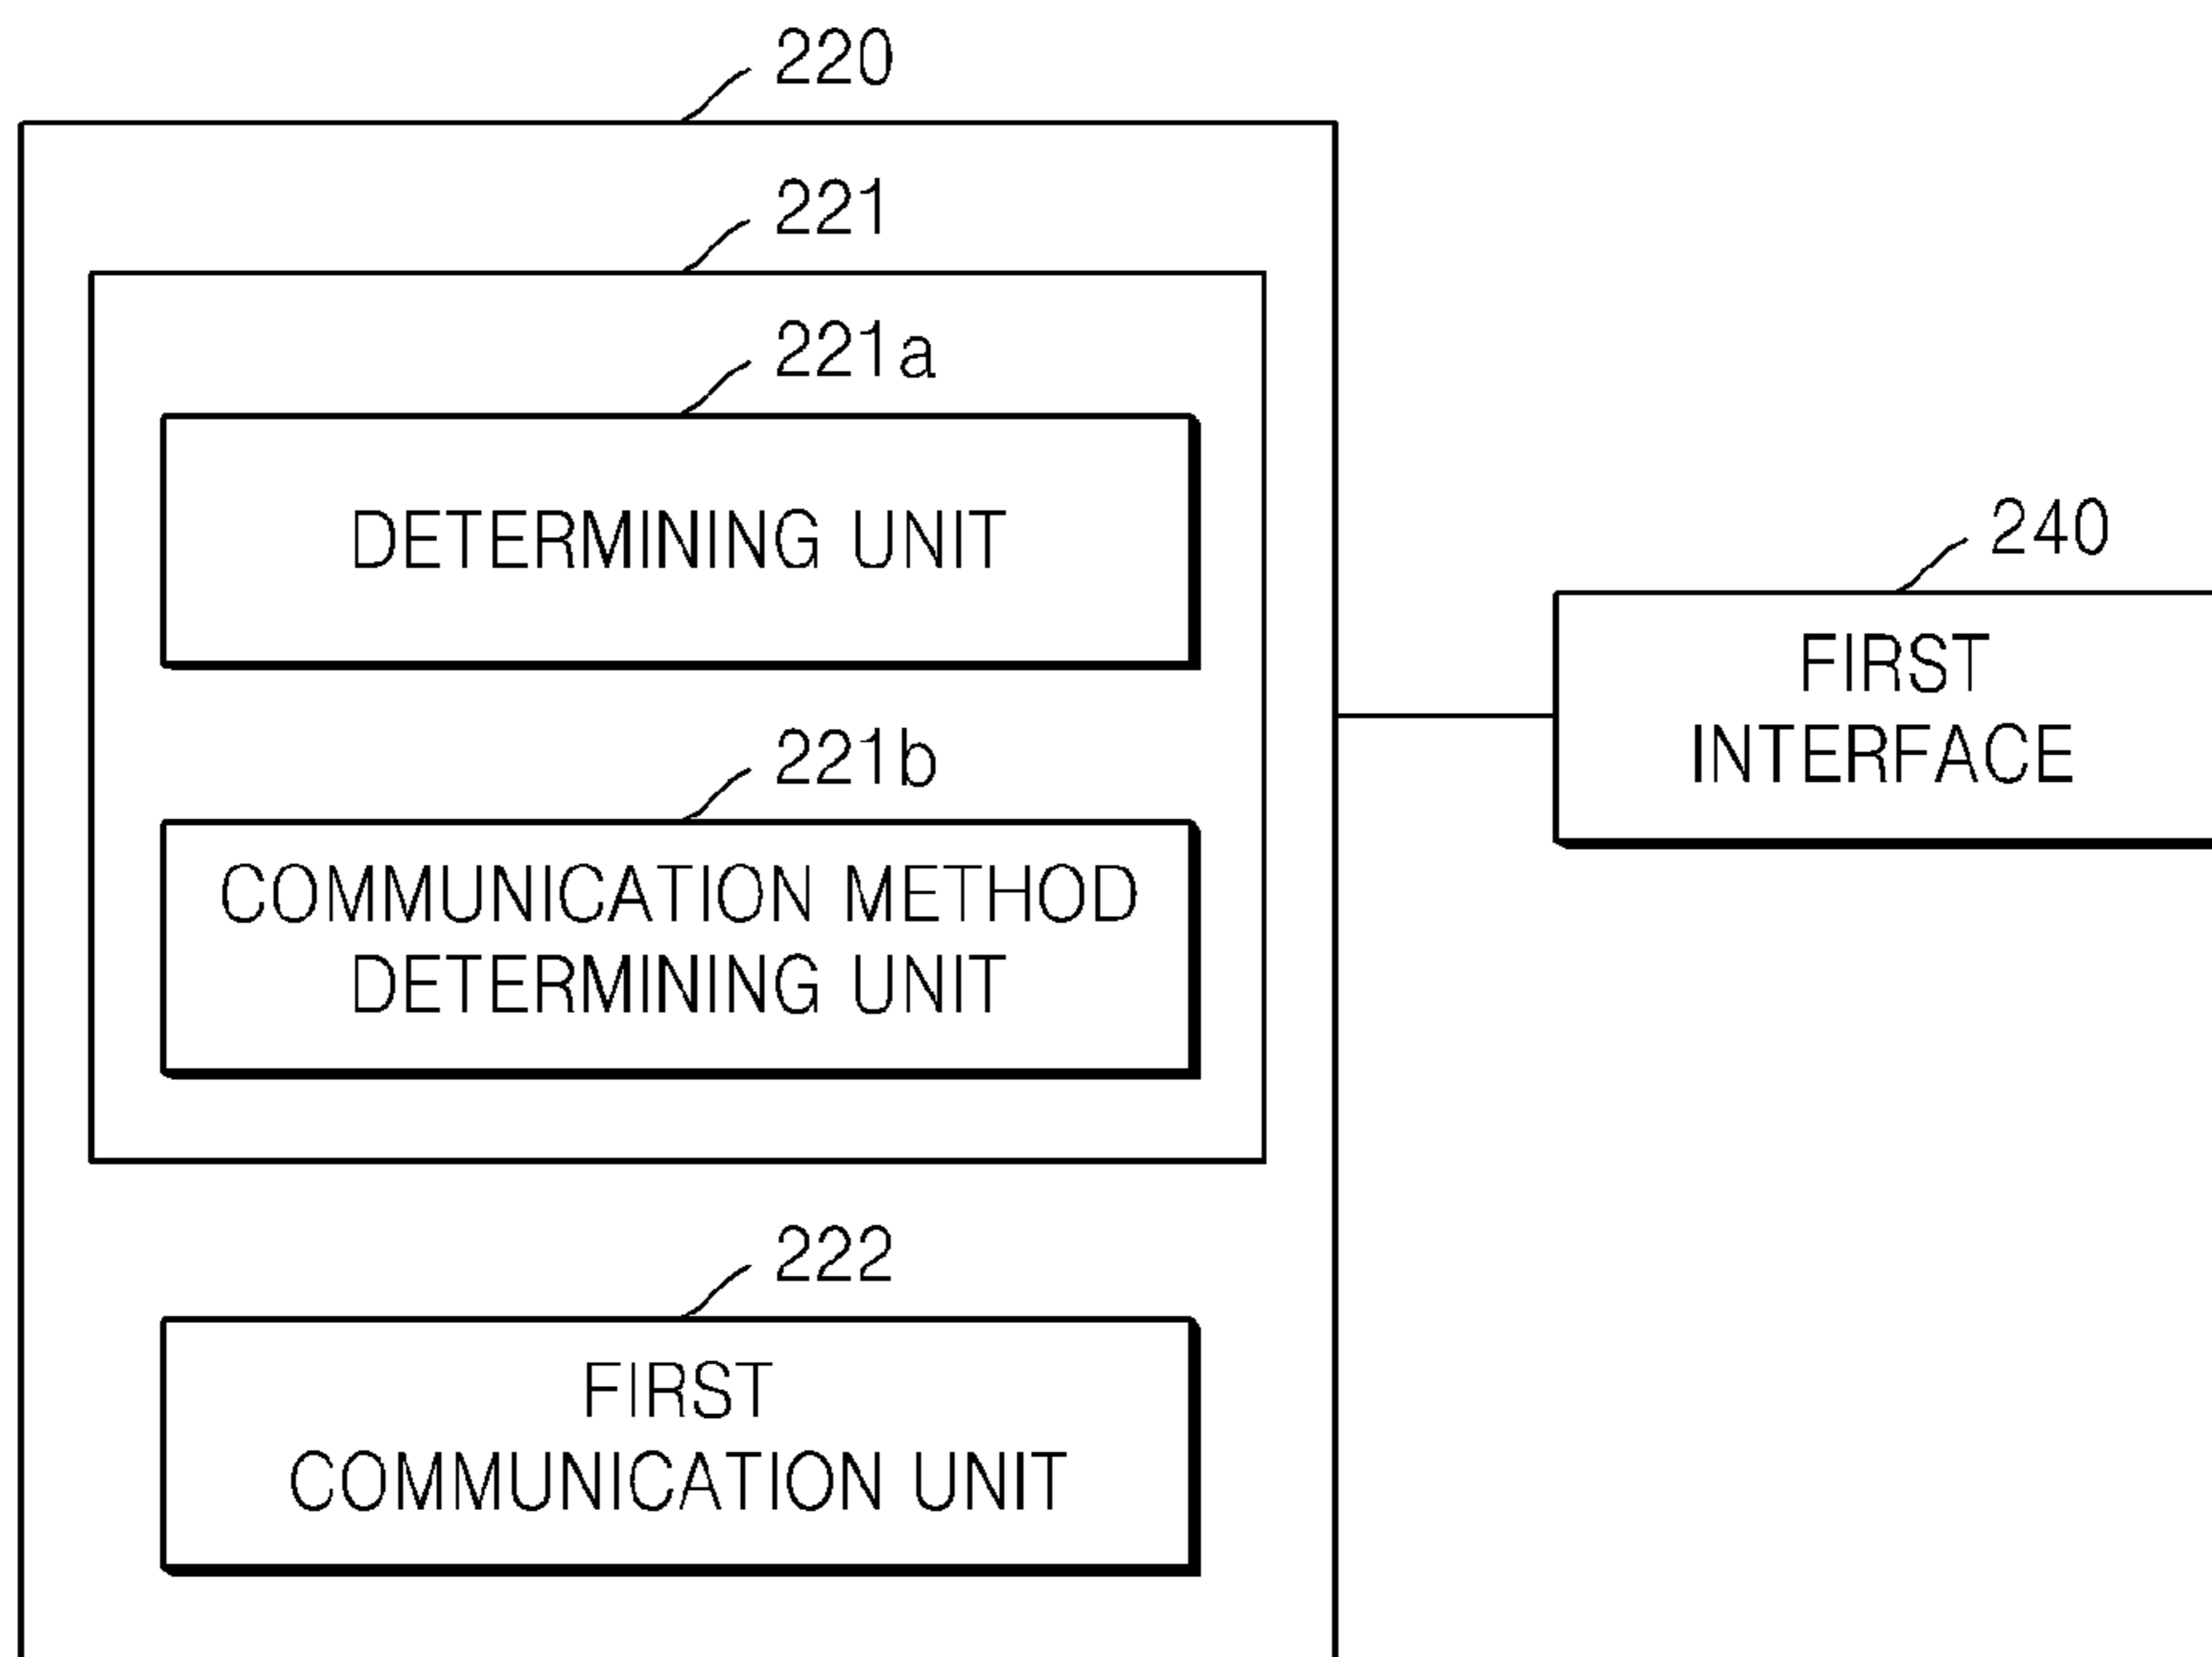 220
221
221a
DETERMINING UNIT
221b
COMMUNICATION METHOD
DETERMINING UNIT
222
FIRST
COMMUNICATION UNIT
240
FIRST
INTERFACE